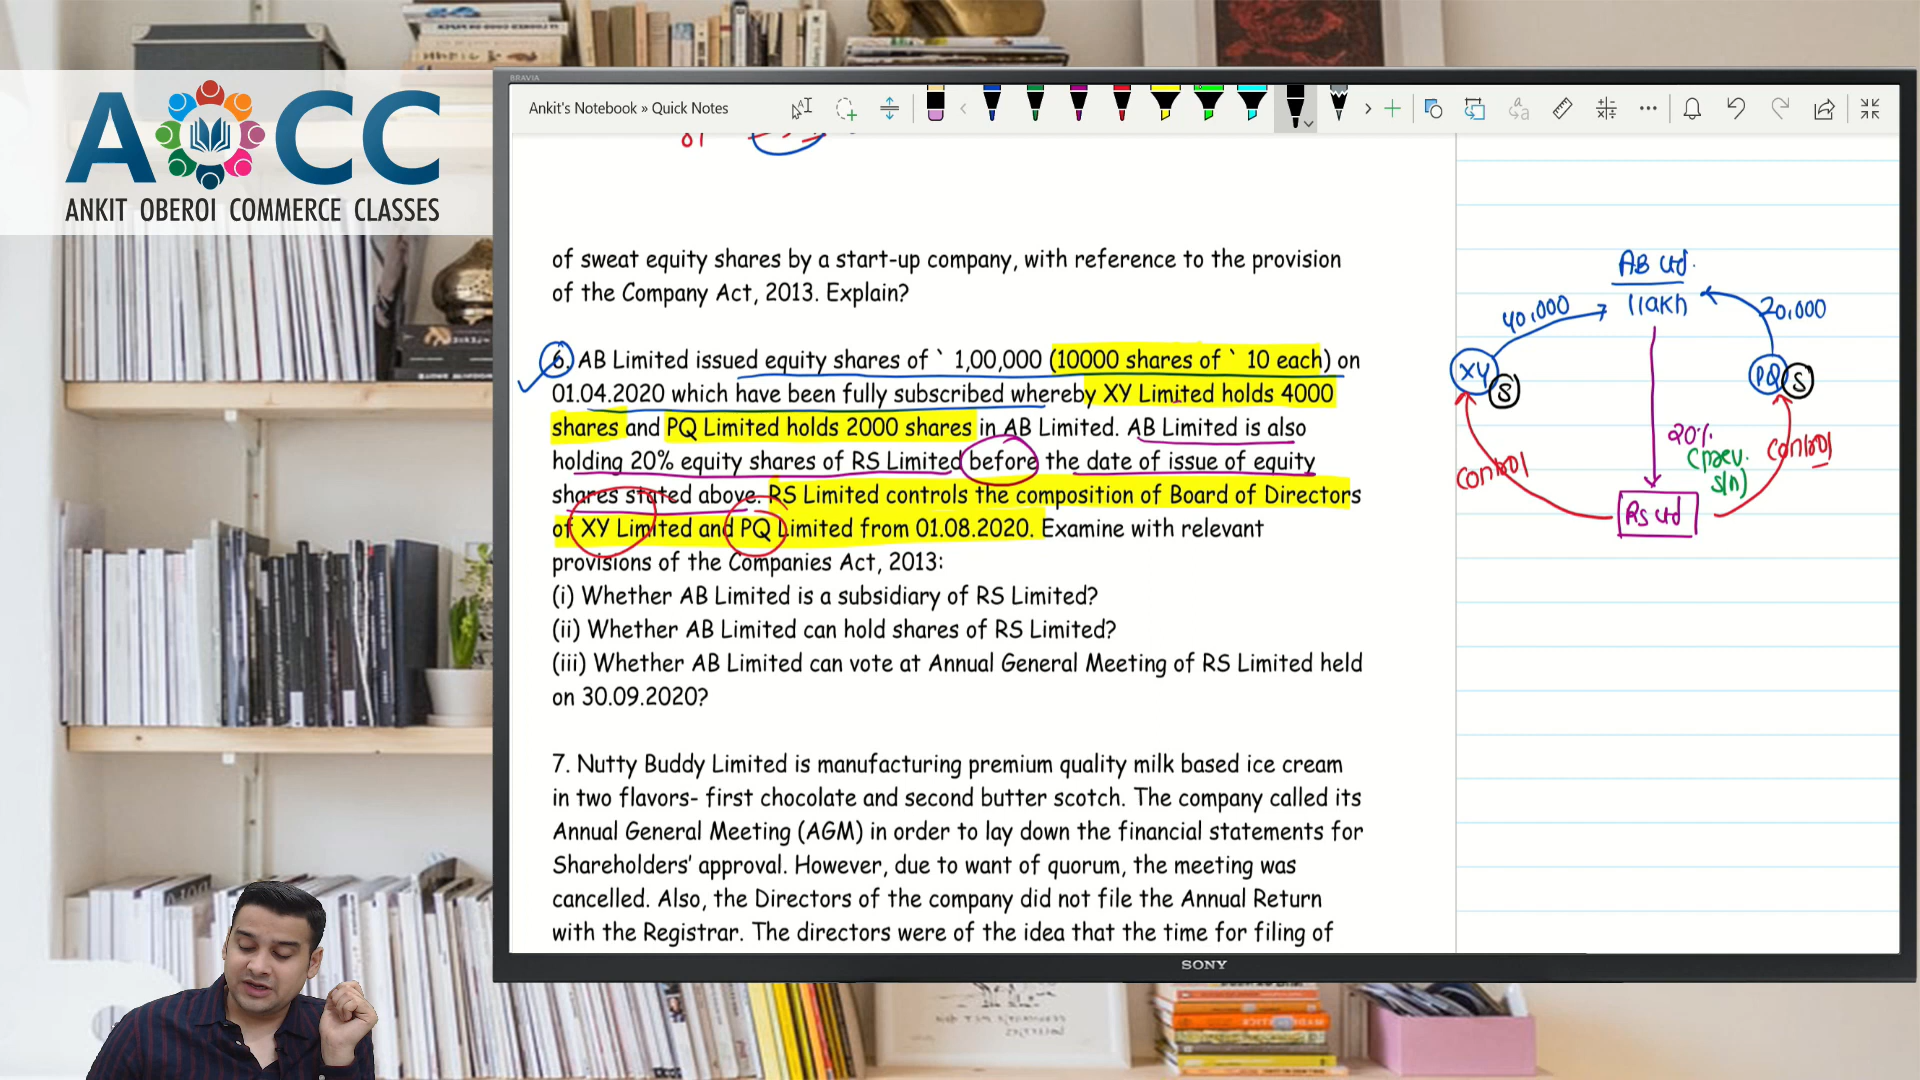 AOCC
ANKIT OBEROI COMMERCE CLASSES
BRAVIA
Ankit's Notebook » Quick Notes
of sweat equity shares by a start-up company, with reference to the provision
of the Company Act, 2013. Explain?
6. AB Limited issued equity shares of ` 1,00,000 (10000 shares of ` 10 each) on
01.04.2020 which have been fully subscribed whereby XY Limited holds 4000
shares and PQ Limited holds 2000 shares in AB Limited. AB Limited is also
holding 20% equity shares of RS Limited before the date of issue of equity
shares stated above. RS Limited controls the composition of Board of Directors
of XY Limited and PQ Limited from 01.08.2020. Examine with relevant
provisions of the Companies Act, 2013:
(i) Whether AB Limited is a subsidiary of RS Limited?
(ii) Whether AB Limited can hold shares of RS Limited?
(iii) Whether AB Limited can vote at Annual General Meeting of RS Limited held
on 30.09.2020?
7. Nutty Buddy Limited is manufacturing premium quality milk based ice cream
in two flavors- first chocolate and second butter scotch. The company called its
Annual General Meeting (AGM) in order to lay down the financial statements for
Shareholders' approval. However, due to want of quorum, the meeting was
cancelled. Also, the Directors of the company did not file the Annual Return
with the Registrar. The directors were of the idea that the time for filing of
AB Ltd.
1 lakh
40,000
20,000
XY
S
PQ
S
20%
(prev.
s/n)
control
control
RS Ltd
SONY